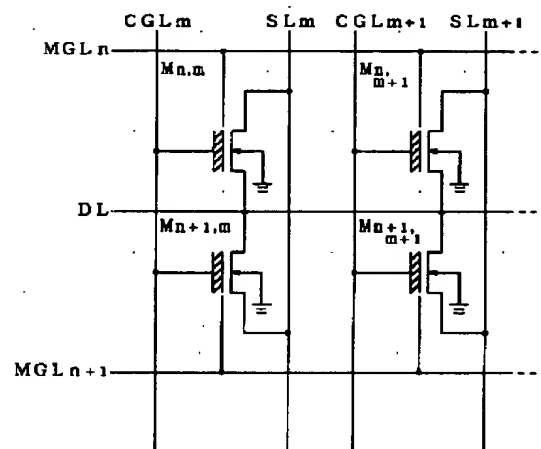 CGLm SLm CGLm+1 SLm+1
MGLn
Mn,m
Mn,
m+1
DL
Mn+1,m
Mn+1,
m+1
MGLn+1